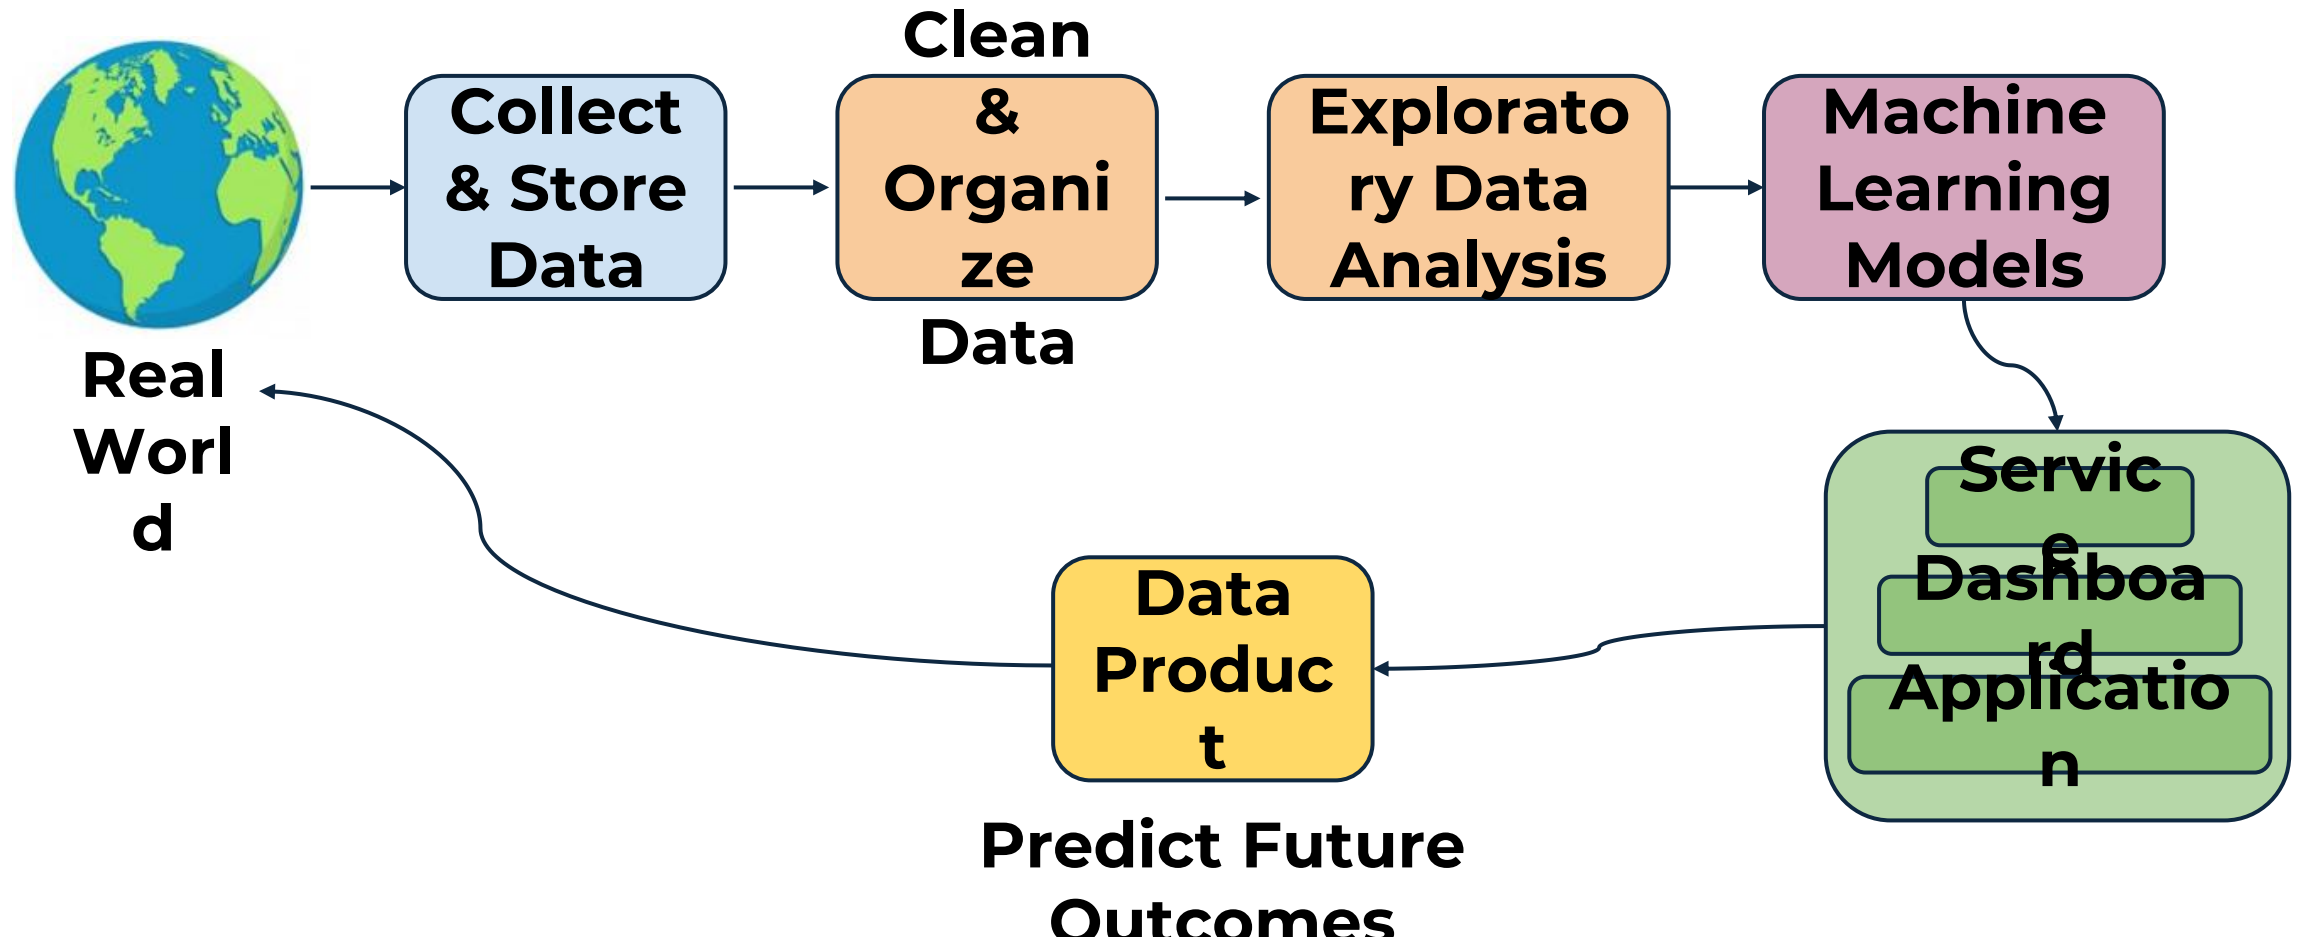 Collect
& Store
Data
Clean
&
Organi
ze
Data
Explorato
ry Data
Analysis
Machine
Learning
Models
Real
Worl
d
Servic
e
Dashboa
rd
Applicatio
n
Data
Produc
t
Predict Future
Outcomes